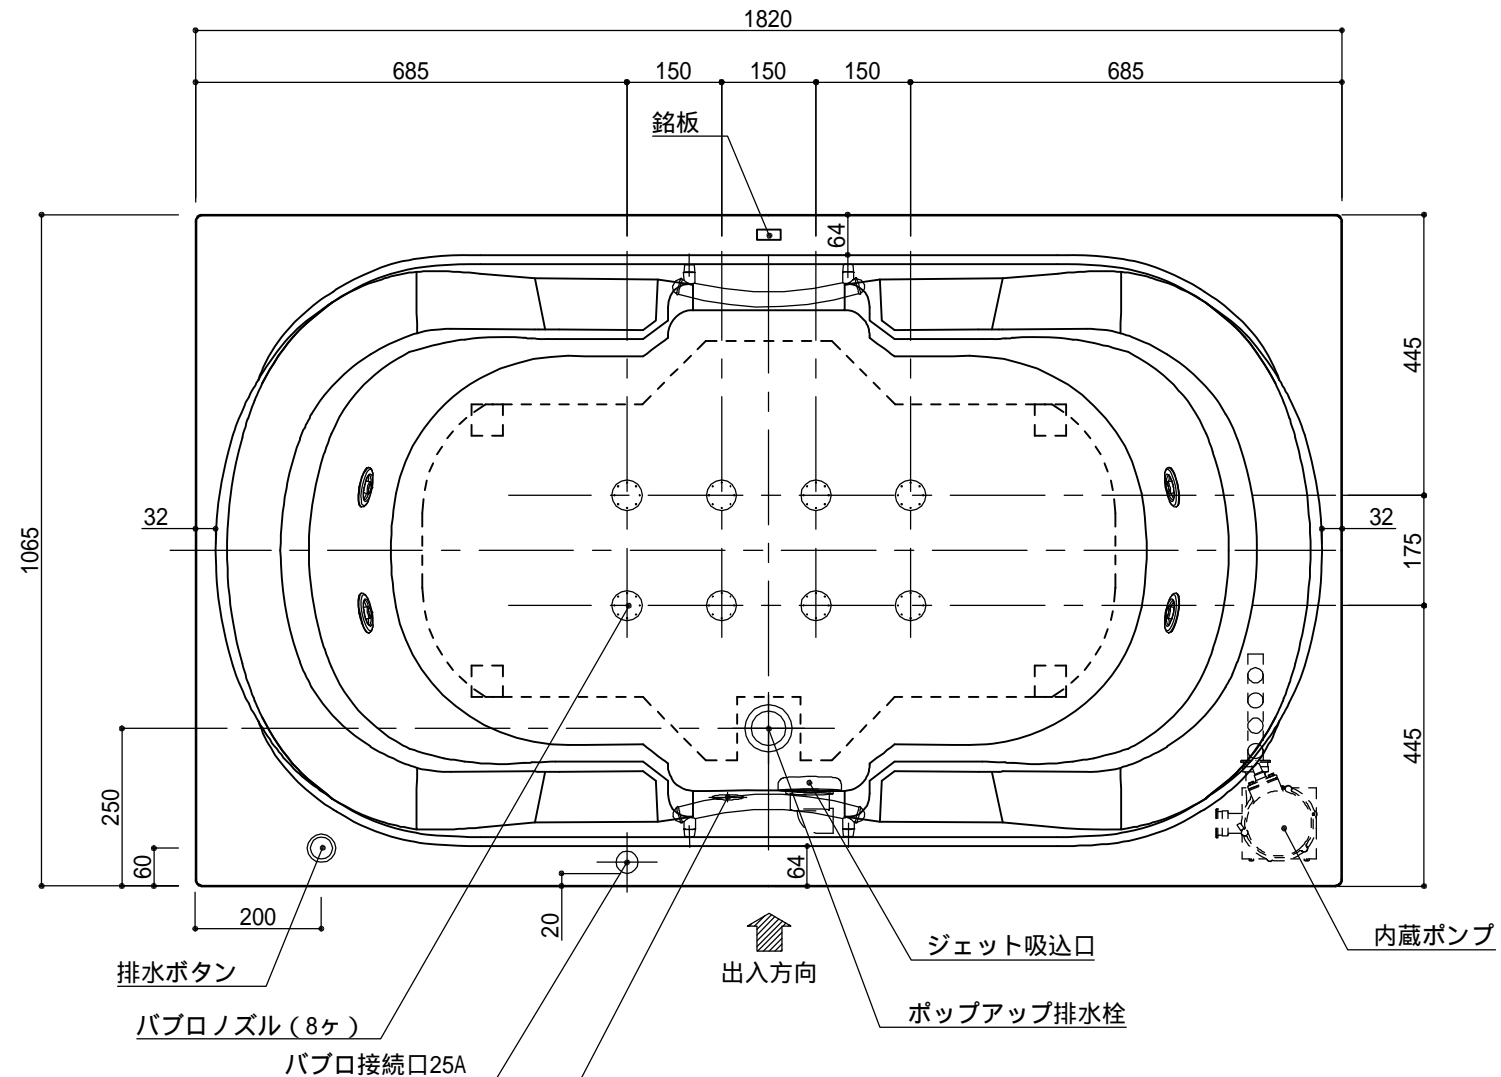 1820
685
150
150
150
685
銘板
64
445
1065
32
32
175
445
250
60
64
200
20
内蔵ポンプ
ジェット吸込口
出入方向
排水ボタン
ポップアップ排水栓
バブロノズル(8ヶ)
バブロ接続口25A